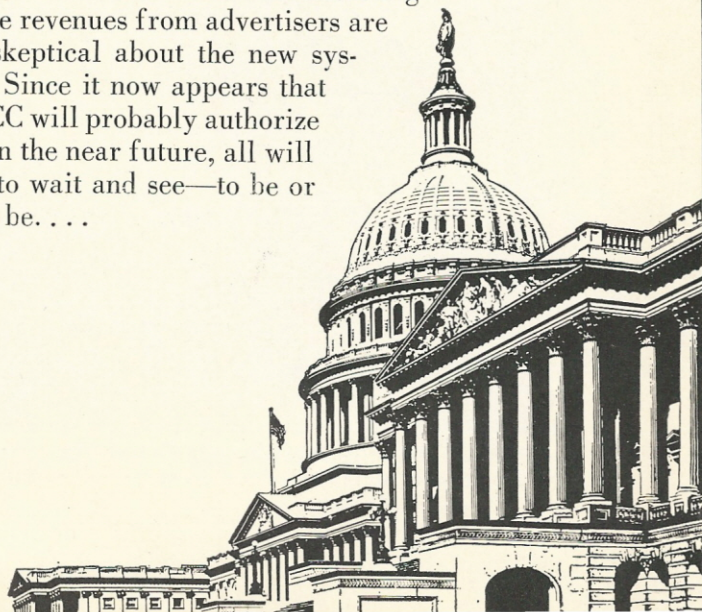 e revenues from advertisers are
skeptical about the new sys-
Since it now appears that
CC will probably authorize
n the near future, all will
to wait and see—to be or
be. . . .